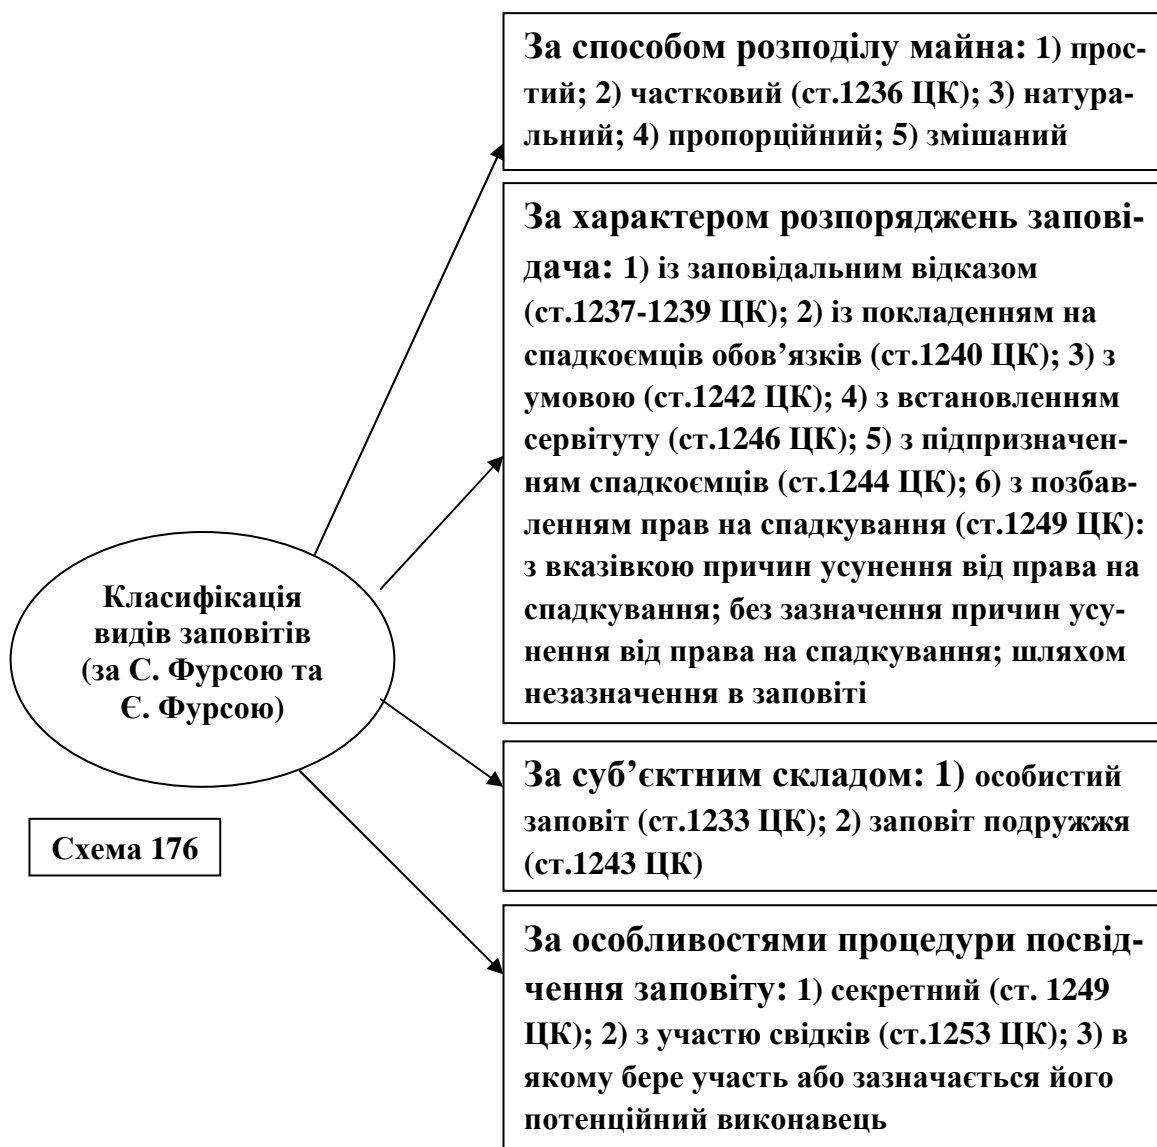 За способом розподілу майна: 1) прос-
тий; 2) частковий (ст.1236 ЦК); 3) натура-
льний; 4) пропорційний; 5) змішаний
За характером розпоряджень запові-
дача: 1) із заповідальним відказом
(ст.1237-1239 ЦК); 2) із покладенням на
спадкоємців обов’язків (ст.1240 ЦК); 3) з
умовою (ст.1242 ЦК); 4) з встановленням
сервітуту (ст.1246 ЦК); 5) з підпризначен-
ням спадкоємців (ст.1244 ЦК); 6) з позбав-
ленням прав на спадкування (ст.1249 ЦК):
з вказівкою причин усунення від права на
спадкування; без зазначення причин усу-
нення від права на спадкування; шляхом
незазначення в заповіті
Класифікація
видів заповітів
(за С. Фурсою та
Є. Фурсою)
Схема 176
За суб’єктним складом: 1) особистий
заповіт (ст.1233 ЦК); 2) заповіт подружжя
(ст.1243 ЦК)
За особливостями процедури посвід-
чення заповіту: 1) секретний (ст. 1249
ЦК); 2) з участю свідків (ст.1253 ЦК); 3) в
якому бере участь або зазначається його
потенційний виконавець